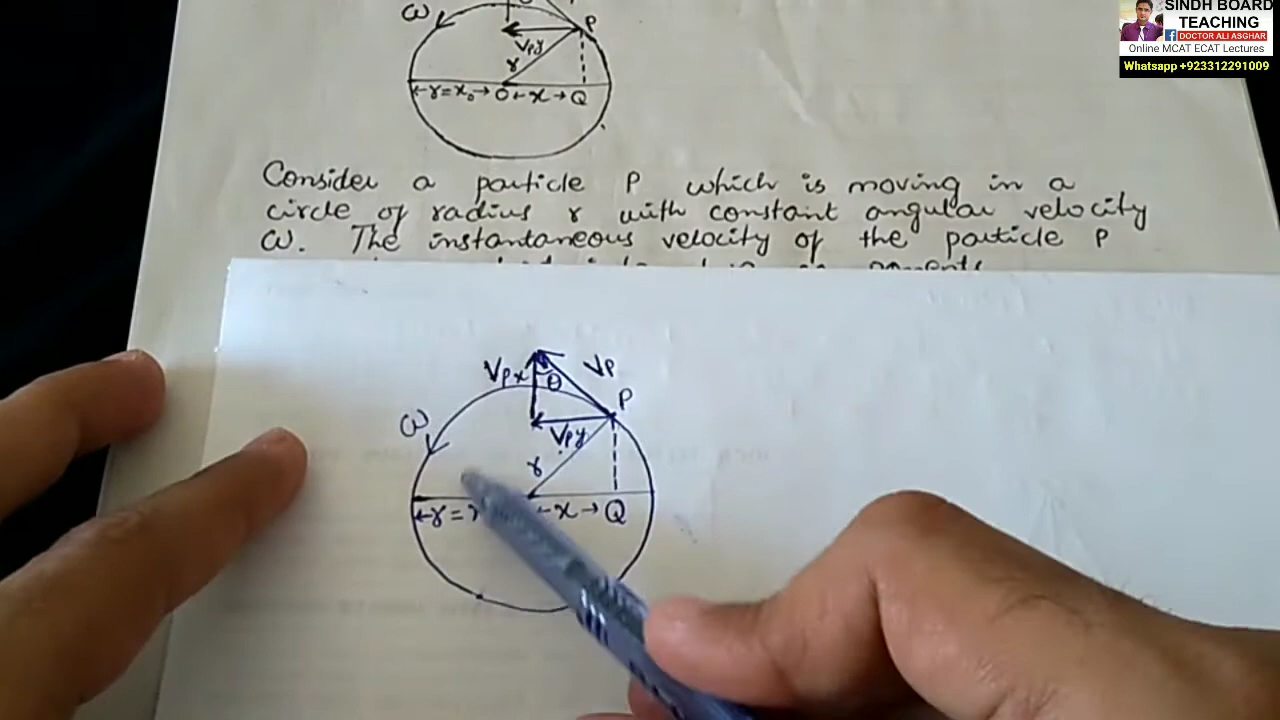 SINDH BOARD
TEACHING
f DOCTOR ALI ASGHAR
Online MCAT ECAT Lectures
Whatsapp +923312291009
ω
P
Vpy
r
←r=x₀→O←x→Q
Consider a particle P which is moving in a
circle of radius r with constant angular velocity
ω. The instantaneous velocity of the particle P
Vpx θ Vp
P
ω
Vpy
r
←r= ←x→Q